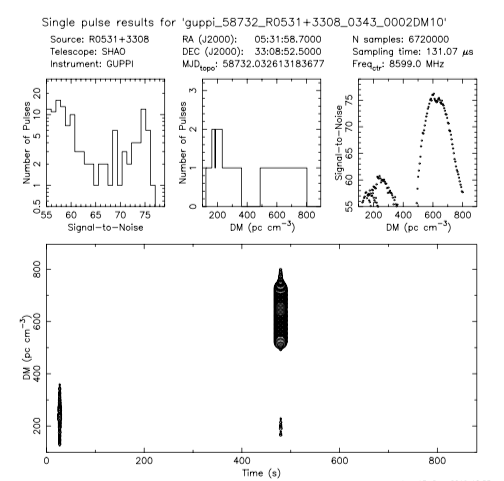 Single pulse results for 'guppi_58732_R0531+3308_0343_0002DM10'
Source: R0531+3308 RA (J2000): 05:31:58.7000 N samples: 6720000
Telescope: SHAO DEC (J2000): 33:08:52.5000 Sampling time: 131.07 μs
Instrument: GUPPI MJD_topo: 58732.032613183677 Freq_ctr: 8599.0 MHz
Number of Pulses
20
10
5
2
1
0.5
55 60 65 70 75
Signal-to-Noise
Number of Pulses
3
2
1
0
200 400 600 800
DM (pc cm⁻³)
Signal-to-Noise
75
70
65
60
55
200 400 600 800
DM (pc cm⁻³)
DM (pc cm⁻³)
800
600
400
200
0 200 400 600 800
Time (s)